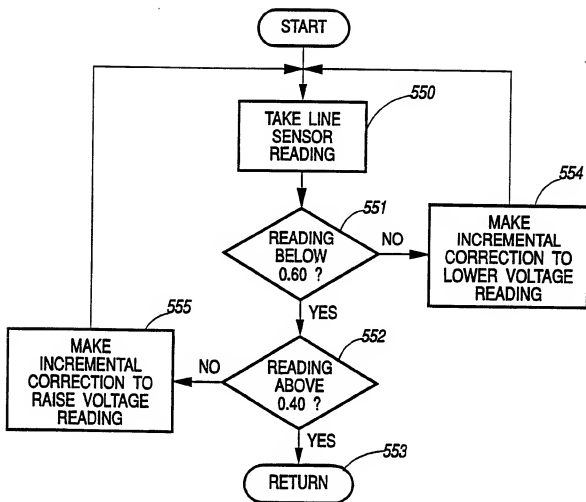 START
550
TAKE LINE
SENSOR
READING
551
READING
BELOW
0.60 ?
NO
554
MAKE
INCREMENTAL
CORRECTION TO
LOWER VOLTAGE
READING
YES
555
MAKE
INCREMENTAL
CORRECTION TO
RAISE VOLTAGE
READING
NO
552
READING
ABOVE
0.40 ?
YES
553
RETURN